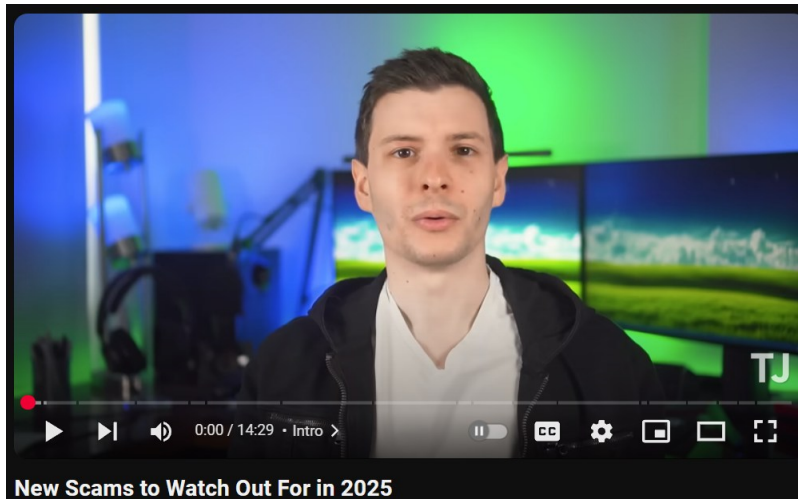 TJ
0:00 / 14:29 • Intro >
CC
New Scams to Watch Out For in 2025